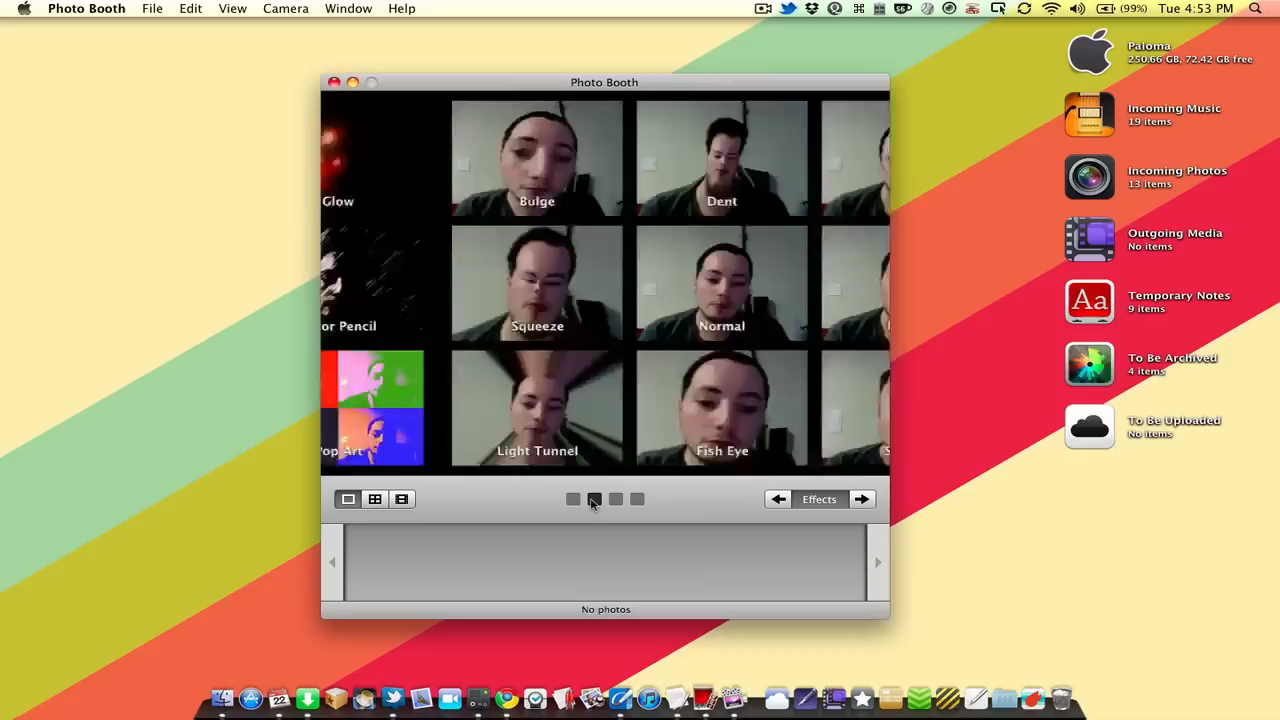 Photo Booth File Edit View Camera Window Help (99%) Tue 4:53 PM
Paloma
250.66 GB, 72.42 GB free
Incoming Music
19 items
Incoming Photos
13 items
Outgoing Media
No items
Aa
Temporary Notes
9 items
To Be Archived
4 items
To Be Uploaded
No items
Photo Booth
Glow Bulge Dent
or Pencil Squeeze Normal
Pop Art Light Tunnel Fish Eye S
Effects
No photos
22